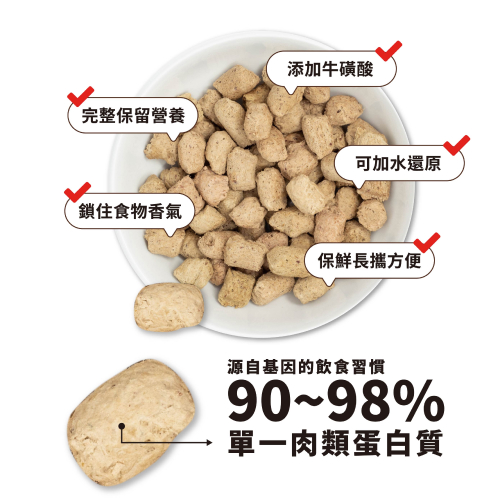 添加牛磺酸
完整保留營養
可加水還原
鎖住食物香氣
保鮮長攜方便
源自基因的飲食習慣
90~98%
單一肉類蛋白質